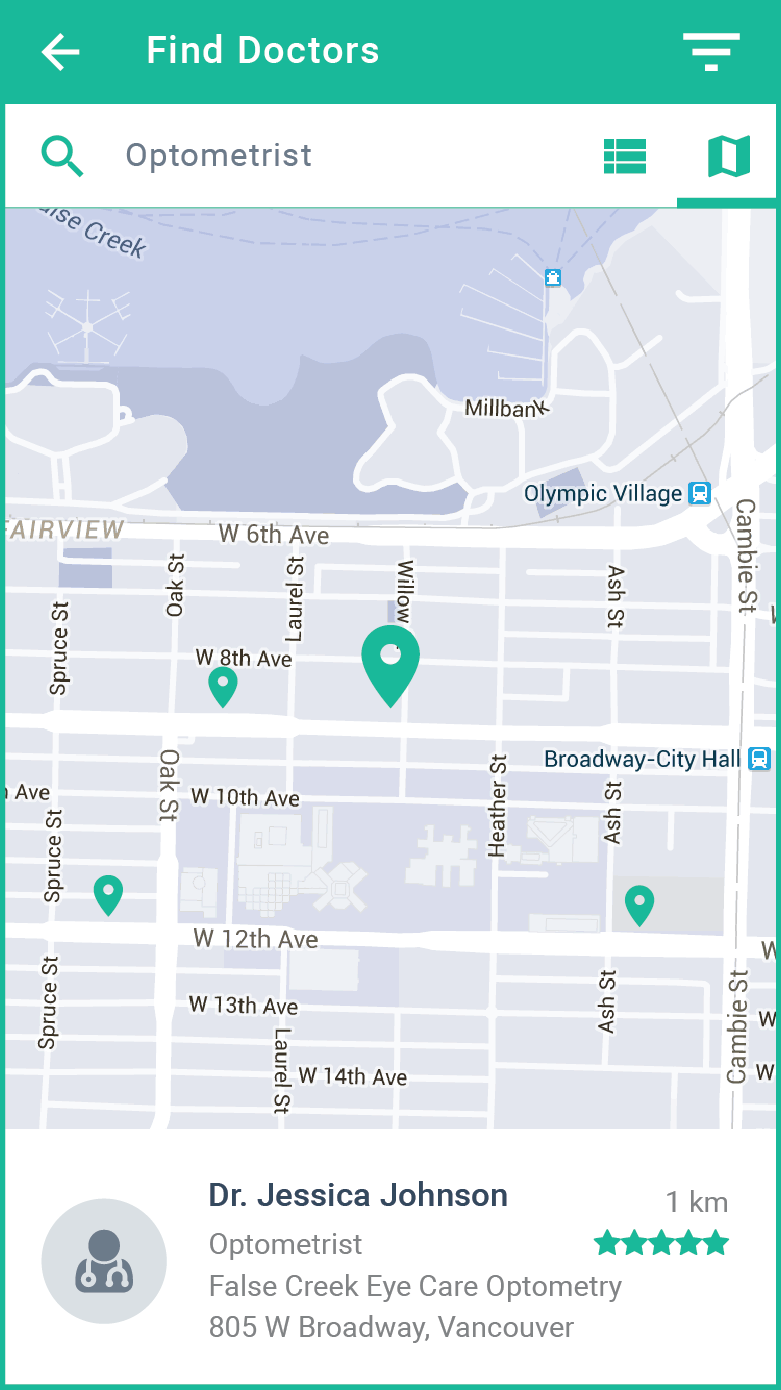 Find Doctors
Optometrist
Creek
Millbank
Olympic Village
FAIRVIEW
W 6th Ave
Cambie St
Oak St
Laurel St
Willow
Ash St
Spruce St
W 8th Ave
Broadway-City Hall
Oak St
Heather St
Ave
W 10th Ave
Ash St
Spruce St
W 12th Ave
W
Spruce St
Ash St
Cambie St
W 13th Ave
W
Laurel St
W 14th Ave
W
Dr. Jessica Johnson
1 km
Optometrist
False Creek Eye Care Optometry
805 W Broadway, Vancouver